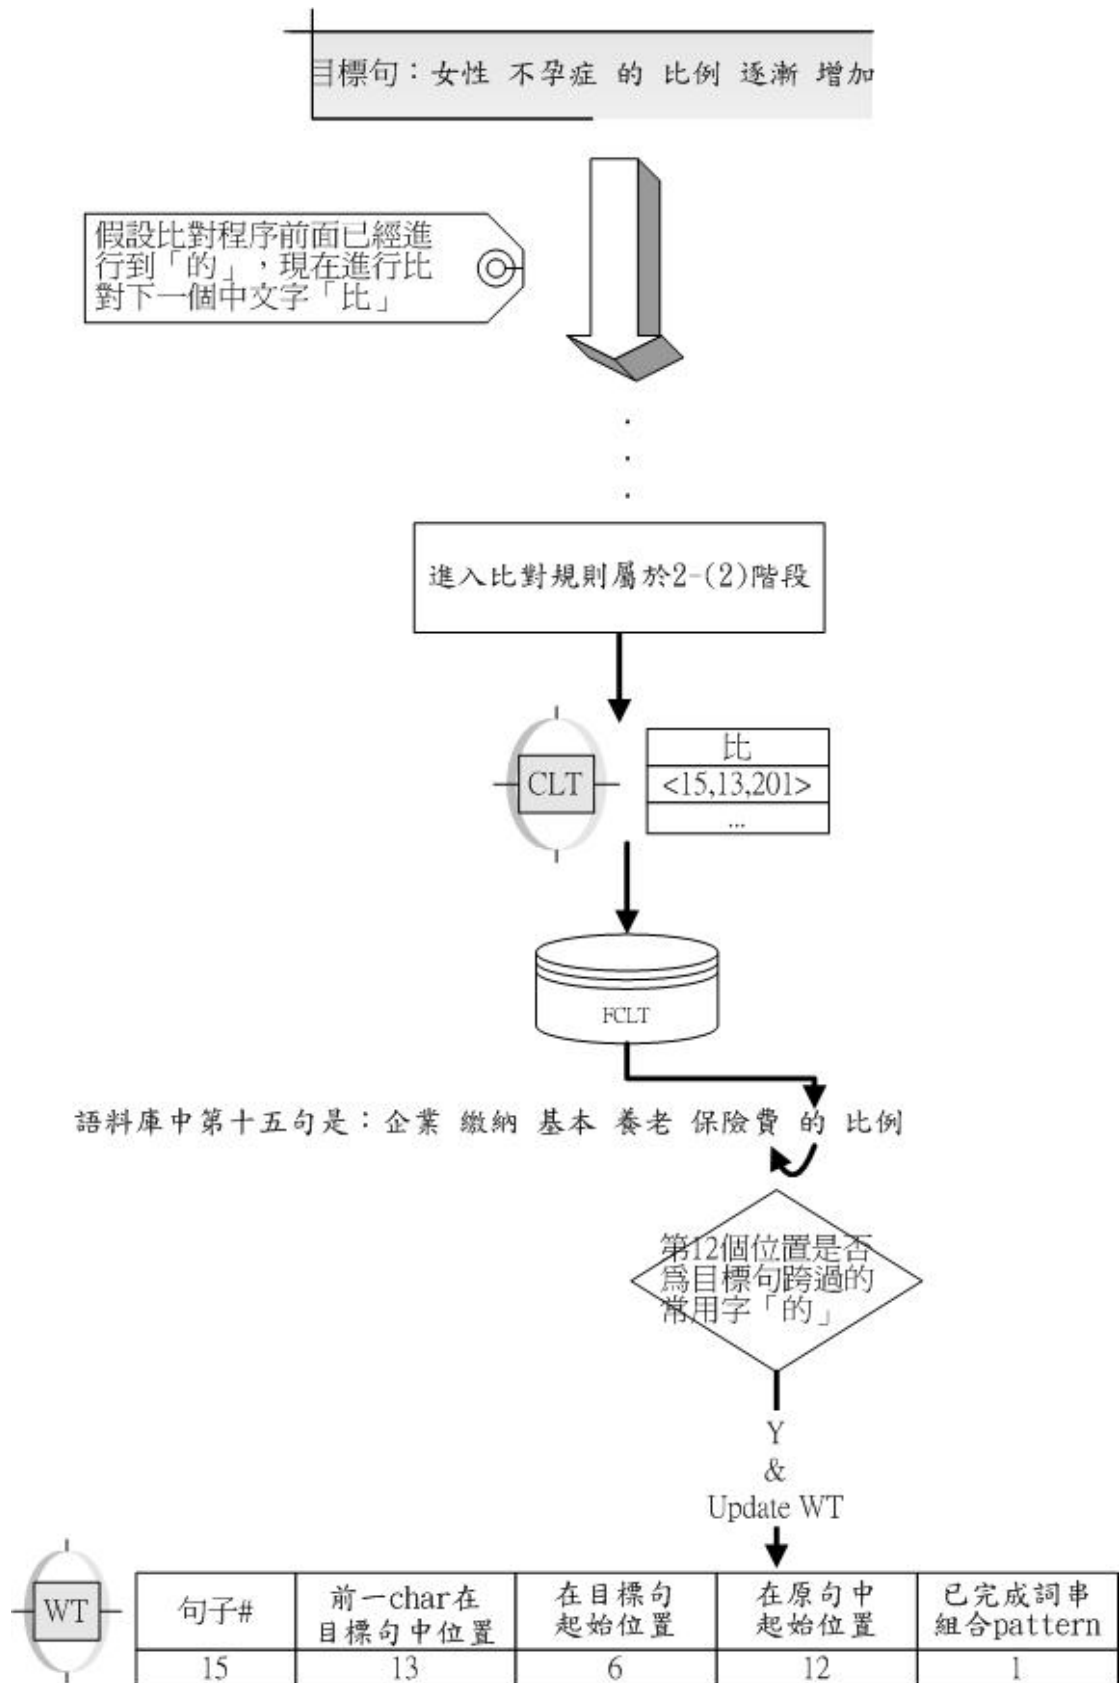 目標句：女性 不孕症 的 比例 逐漸 增加
假設比對程序前面已經進
行到「的」，現在進行比
對下一個中文字「比」
.
.
.
進入比對規則屬於2-(2)階段
CLT
比
<15,13,201>
...
FCLT
語料庫中第十五句是：企業 繳納 基本 養老 保險費 的 比例
第12個位置是否
為目標句跨過的
常用字「的」
Y
&
Update WT
WT
句子#
前一char在
目標句中位置
在目標句
起始位置
在原句中
起始位置
已完成詞串
組合pattern
15 13 6 12 1